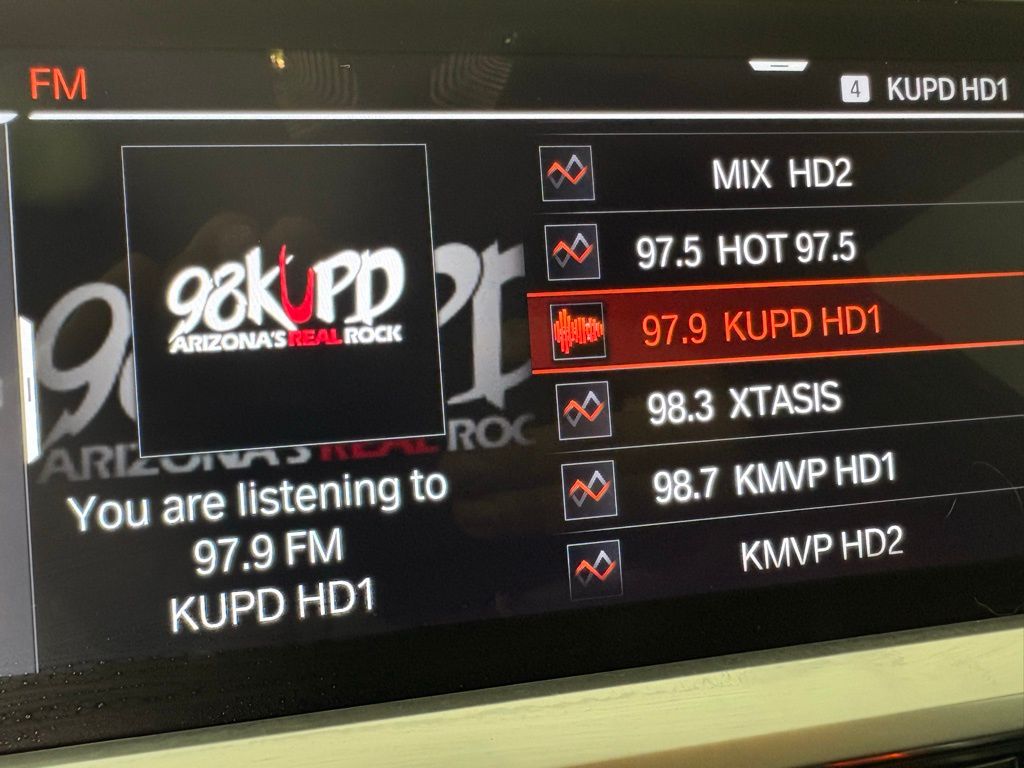 FM
4 KUPD HD1
98KUPD
ARIZONA'S REAL ROCK
You are listening to
97.9 FM
KUPD HD1
MIX HD2
97.5 HOT 97.5
97.9 KUPD HD1
98.3 XTASIS
98.7 KMVP HD1
KMVP HD2